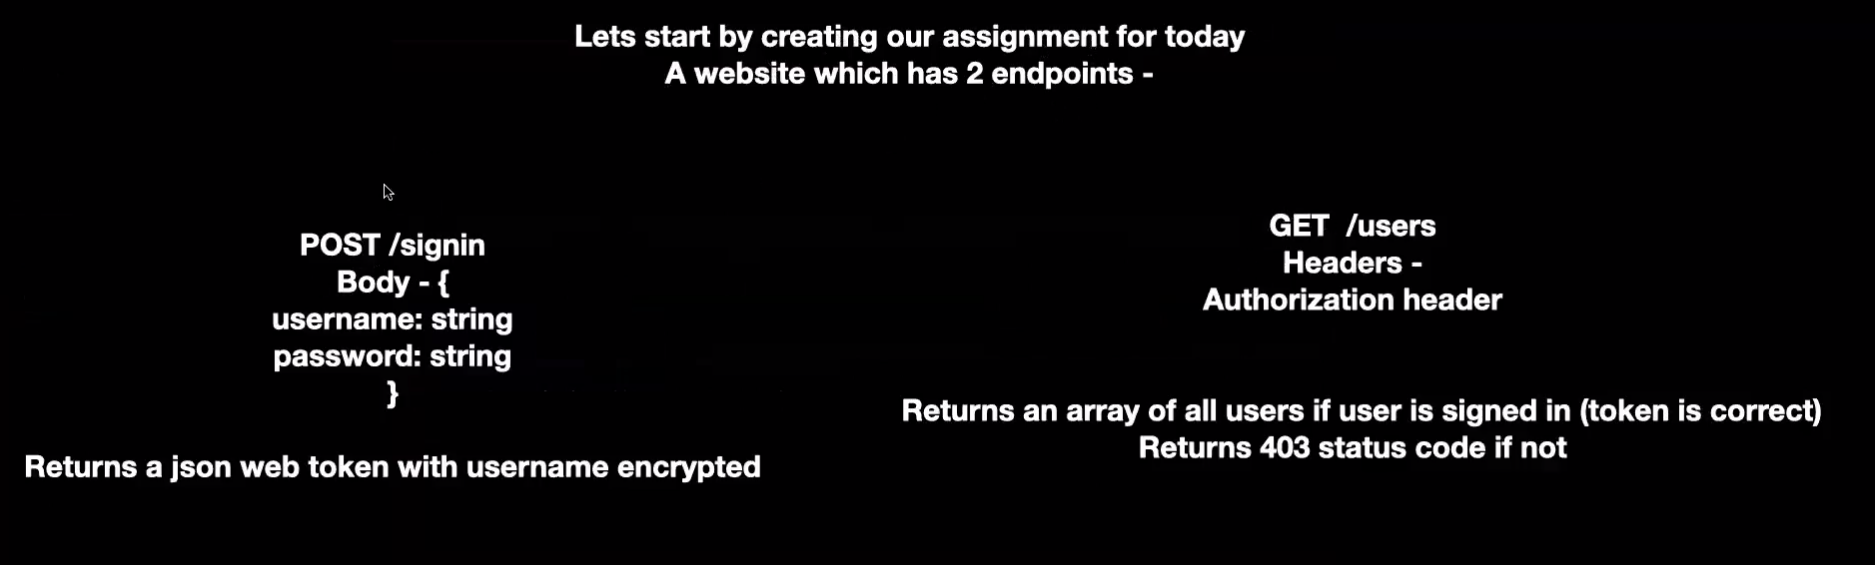 Lets start by creating our assignment for today
A website which has 2 endpoints -
POST /signin
Body - {
username: string
password: string
}
Returns a json web token with username encrypted
GET  /users
Headers -
Authorization header
Returns an array of all users if user is signed in (token is correct)
Returns 403 status code if not